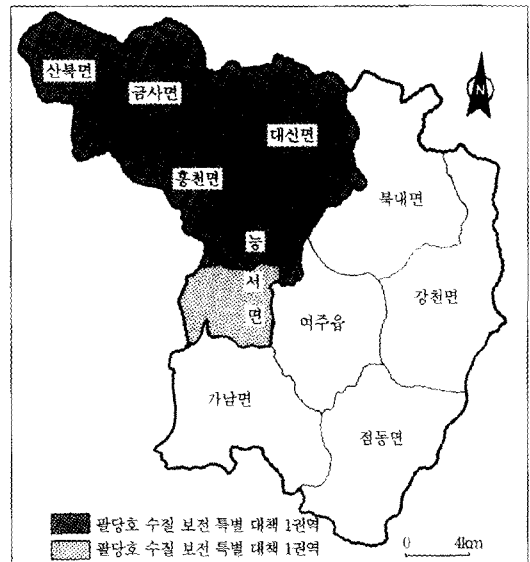 산북면
금사면
대신면
흥천면
북내면
능
서
면
강천면
여주읍
가남면
점동면
N
팔당호 수질 보전 특별 대책 1권역
팔당호 수질 보전 특별 대책 1권역
0 4km